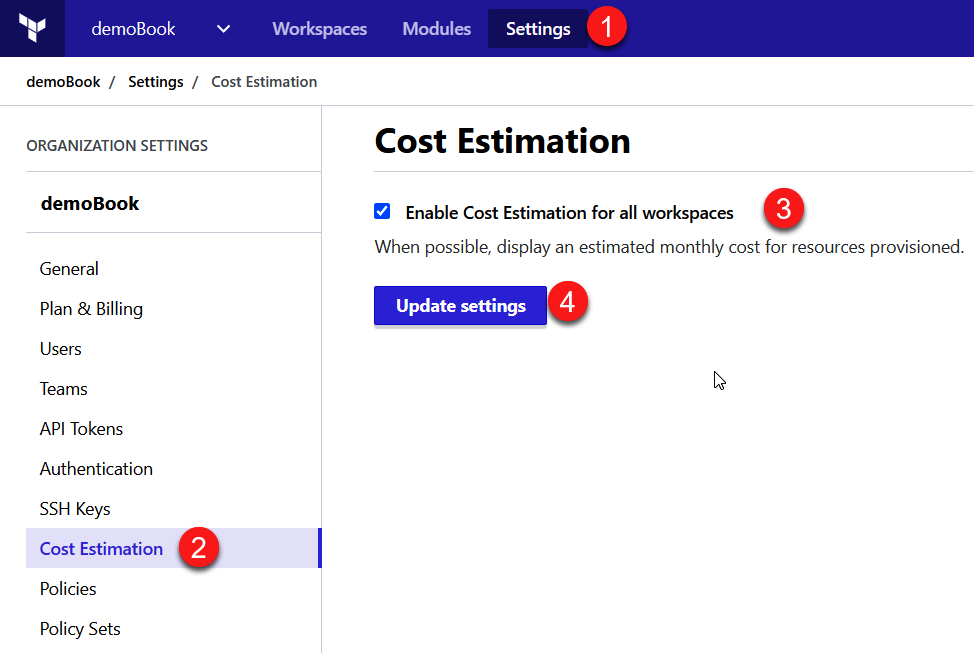 demoBook Workspaces Modules Settings 1
demoBook / Settings / Cost Estimation
ORGANIZATION SETTINGS
demoBook
General
Plan & Billing
Users
Teams
API Tokens
Authentication
SSH Keys
Cost Estimation 2
Policies
Policy Sets
Cost Estimation
Enable Cost Estimation for all workspaces 3
When possible, display an estimated monthly cost for resources provisioned.
Update settings 4